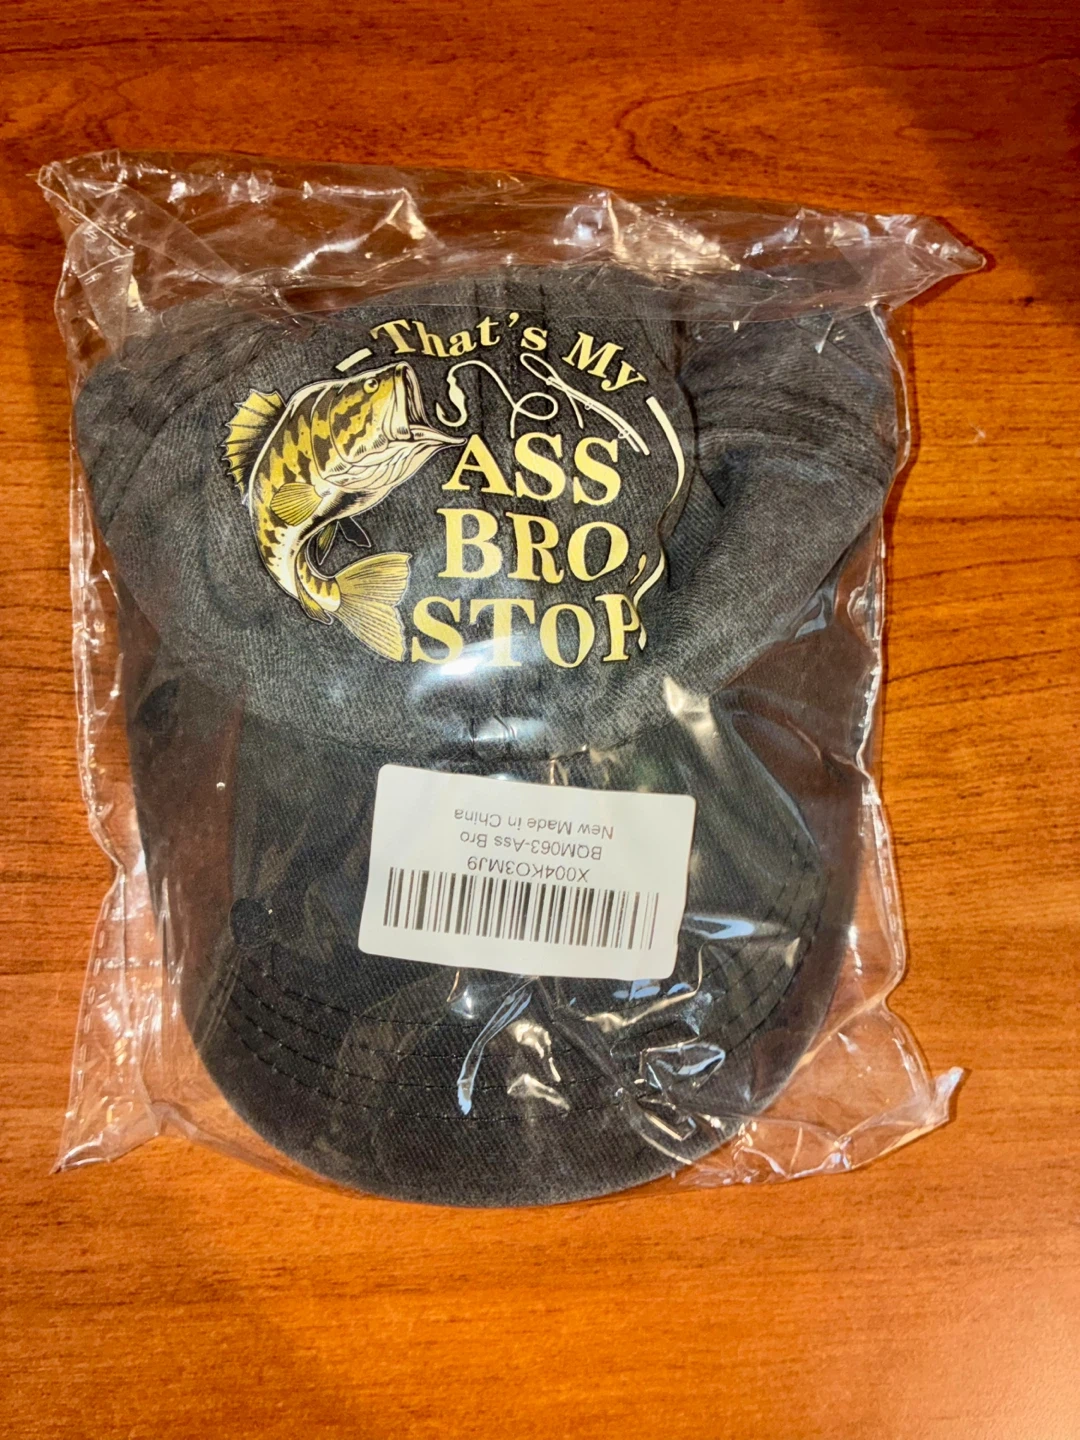 That's My
ASS
BRO,
STOP
X004KO3MJ9
BQM063-Ass Bro
New Made in China